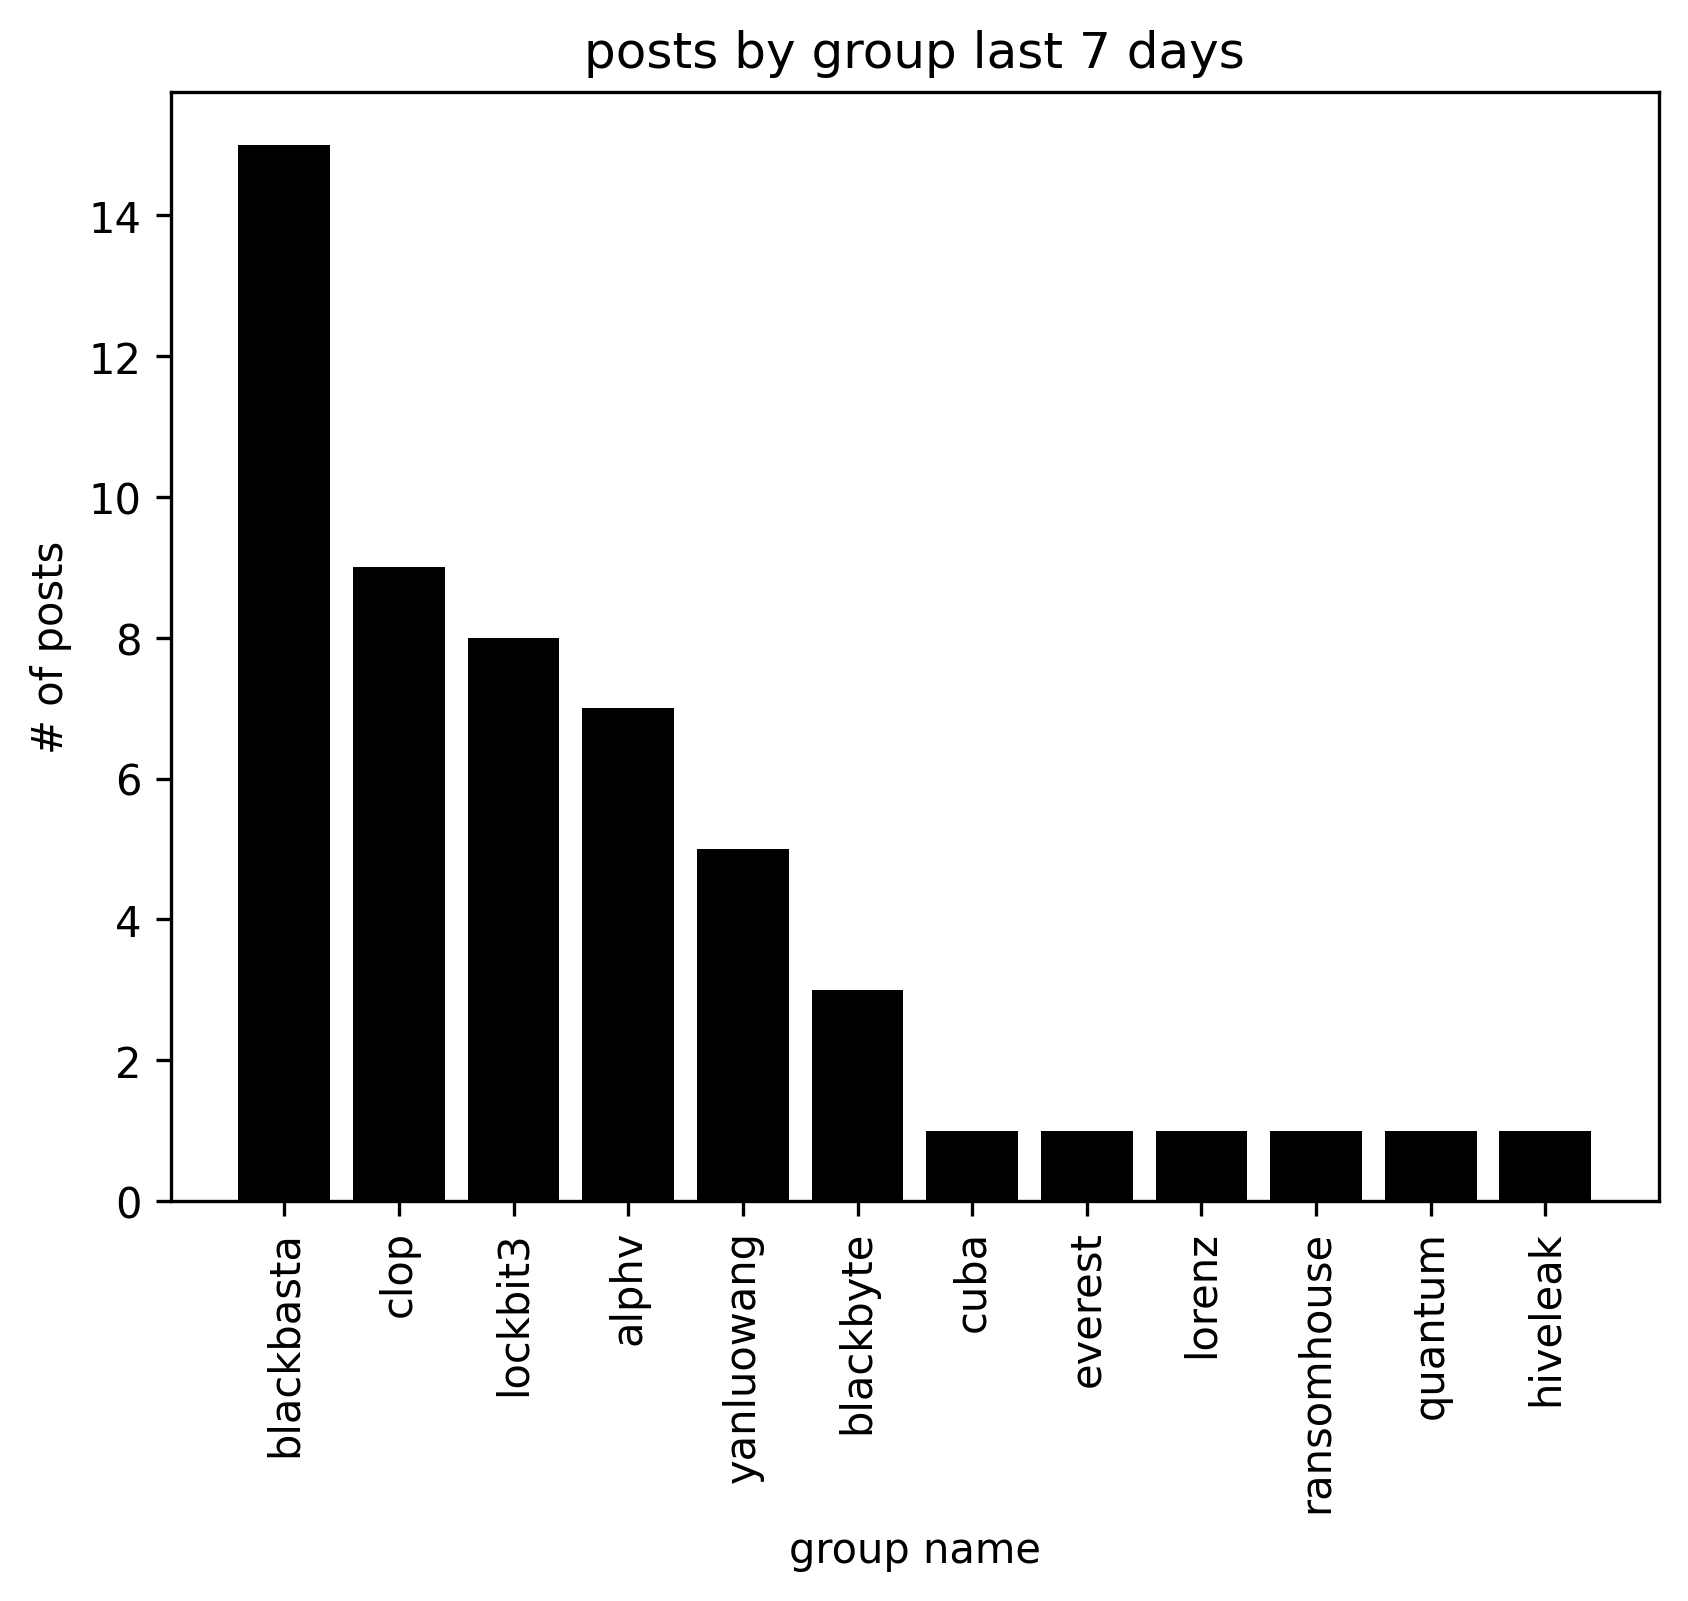 posts by group last 7 days
# of posts
14
12
10
8
6
4
2
0
blackbasta
clop
lockbit3
alphv
yanluowang
blackbyte
cuba
everest
lorenz
ransomhouse
quantum
hiveleak
group name